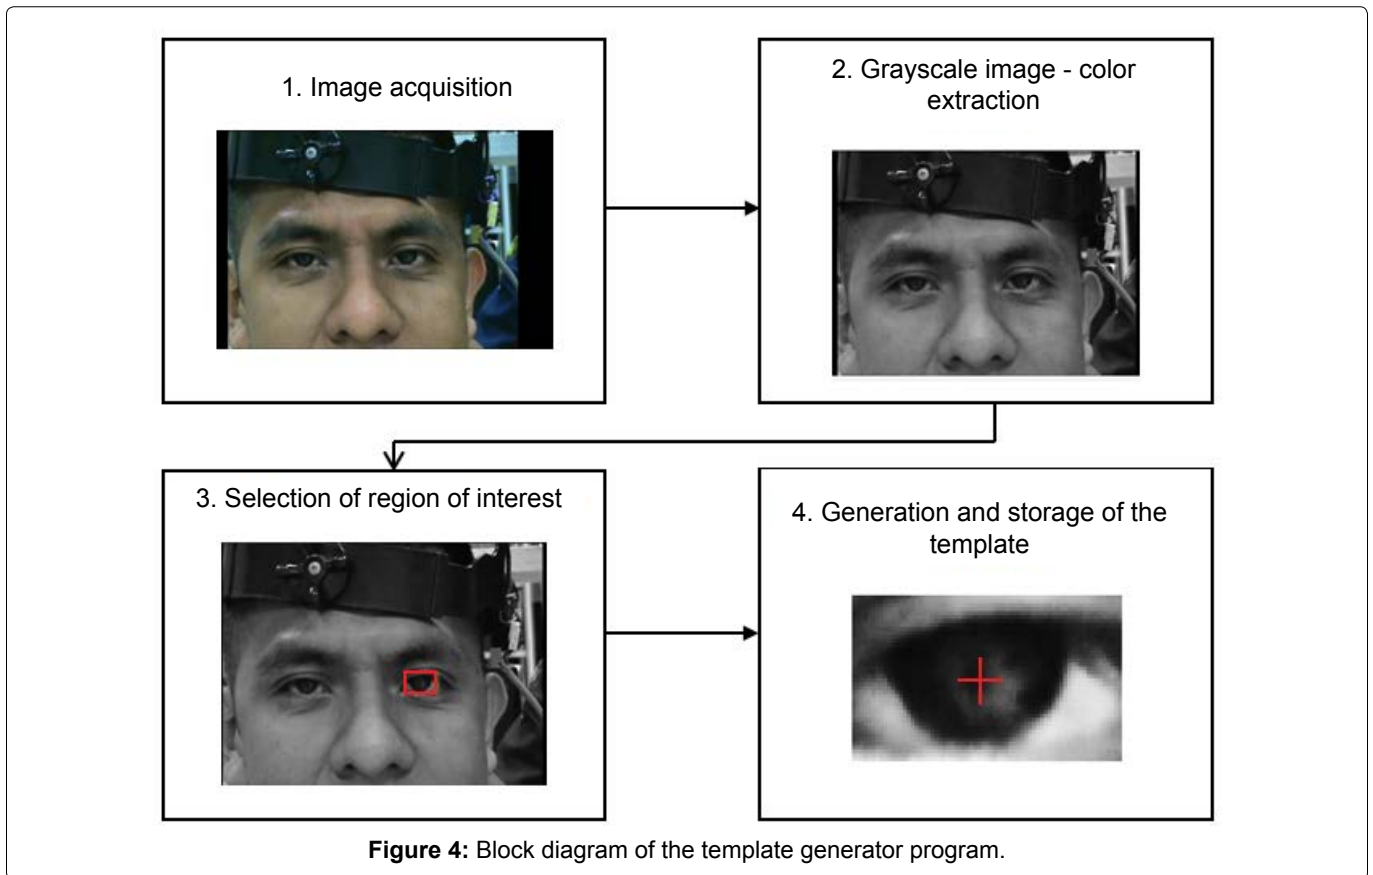 1. Image acquisition
2. Grayscale image - color
extraction
3. Selection of region of interest
4. Generation and storage of the
template
Figure 4: Block diagram of the template generator program.